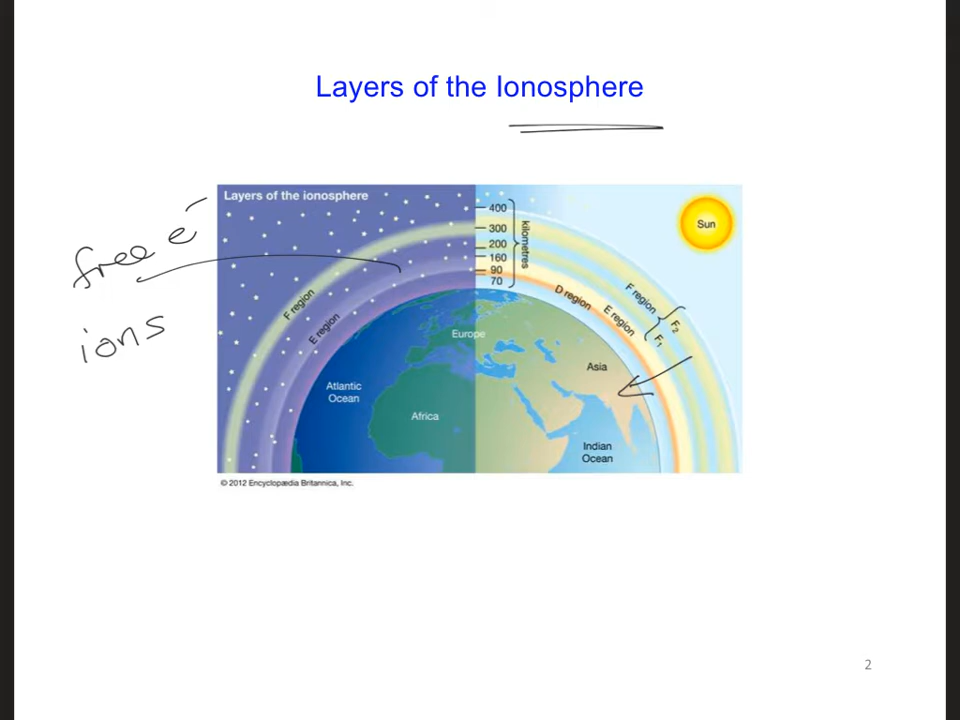 Layers of the Ionosphere
Layers of the ionosphere
400
300
200
160
90
70
kilometres
Sun
free e⁻
ions
F region
E region
D region
E region
F region
F₂
F₁
Europe
Asia
Atlantic
Ocean
Africa
Indian
Ocean
© 2012 Encyclopædia Britannica, Inc.
2